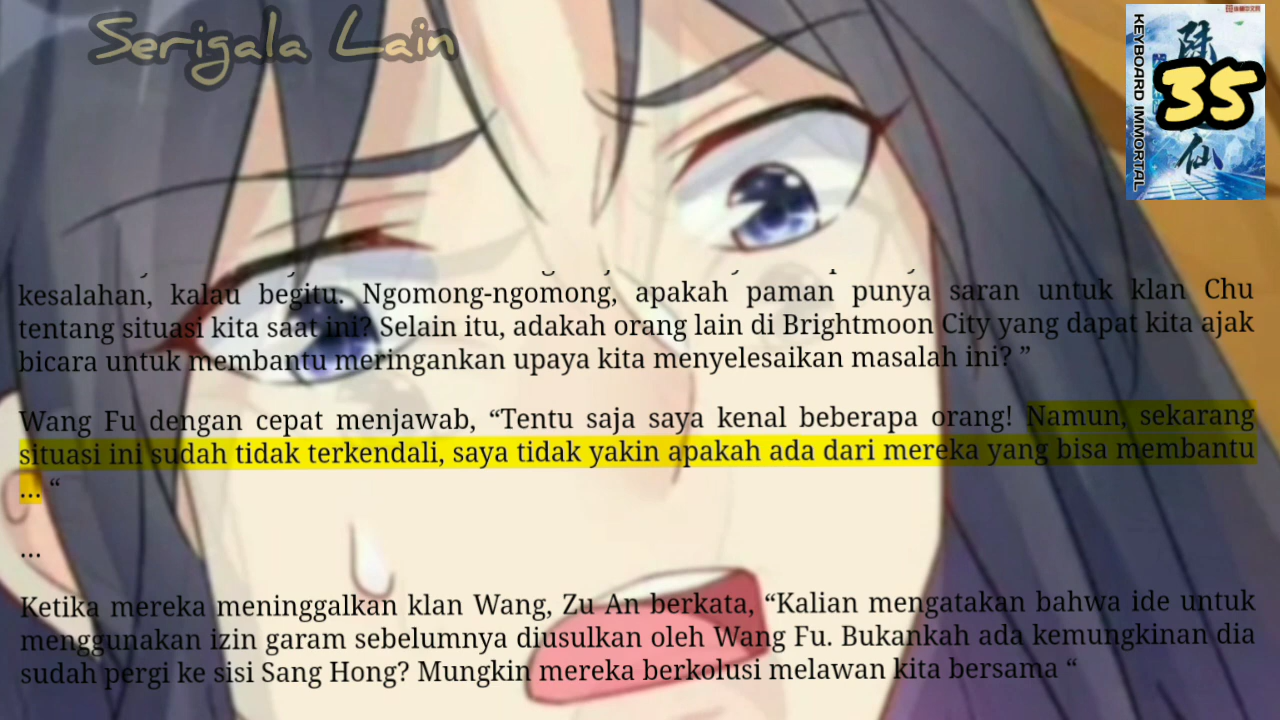 Serigala Lain
KEYBOARD IMMORTAL
陆
35
仙
kesalahan, kalau begitu. Ngomong-ngomong, apakah paman punya saran untuk klan Chu
tentang situasi kita saat ini? Selain itu, adakah orang lain di Brightmoon City yang dapat kita ajak
bicara untuk membantu meringankan upaya kita menyelesaikan masalah ini? ”
Wang Fu dengan cepat menjawab, “Tentu saja saya kenal beberapa orang! Namun, sekarang
situasi ini sudah tidak terkendali, saya tidak yakin apakah ada dari mereka yang bisa membantu
... “
...
Ketika mereka meninggalkan klan Wang, Zu An berkata, “Kalian mengatakan bahwa ide untuk
menggunakan izin garam sebelumnya diusulkan oleh Wang Fu. Bukankah ada kemungkinan dia
sudah pergi ke sisi Sang Hong? Mungkin mereka berkolusi melawan kita bersama “